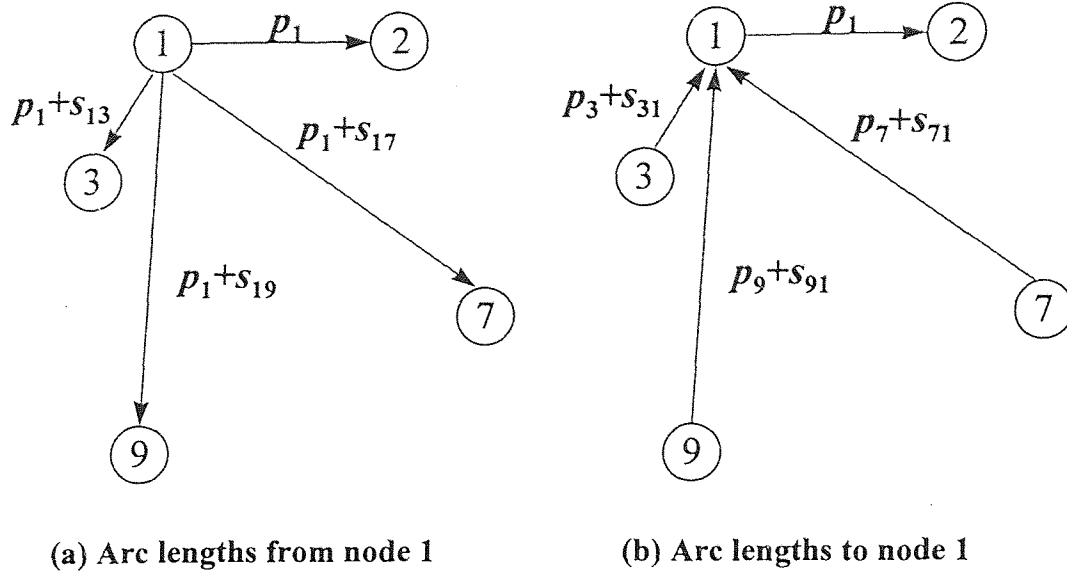 1
p₁
2
p₁+s₁₃
p₁+s₁₇
3
p₁+s₁₉
7
9
(a) Arc lengths from node 1
1
p₁
2
p₃+s₃₁
p₇+s₇₁
3
p₉+s₉₁
7
9
(b) Arc lengths to node 1